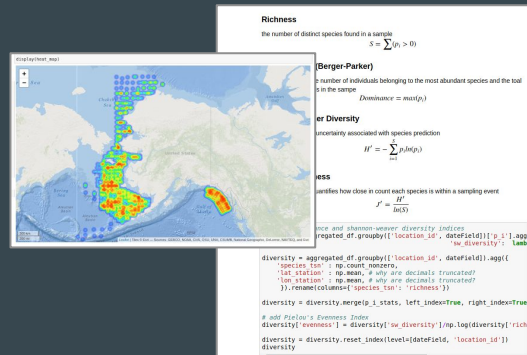 Richness
the number of distinct species found in a sample
S = ∑(pᵢ > 0)
display(heat_map)
+
−
(Berger-Parker)
e number of individuals belonging to the most abundant species and the toal
s in the sampe
Dominance = max(pᵢ)
er Diversity
uncertainty associated with species prediction
H' = − ∑ pᵢln(pᵢ)
i=1
ess
uantifies how close in count each species is within a sampling event
J' = H' / ln(S)
nce and shannon-weaver diversity indices
gregated_df.groupby(['location_id', dateField])['p_i'].agg
'sw_diversity': lamb
diversity = aggregated_df.groupby(['location_id', dateField]).agg({
'species_tsn' : np.count_nonzero,
'lat_station' : np.mean, # why are decimals truncated?
'lon_station' : np.mean, # why are decimals truncated?
}).rename(columns={'species_tsn': 'richness'})
diversity = diversity.merge(p_i_stats, left_index=True, right_index=True
# add Pielou's Evenness Index
diversity['evenness'] = diversity['sw_diversity']/np.log(diversity['rich
diversity = diversity.reset_index(level=[dateField, 'location_id'])
diversity